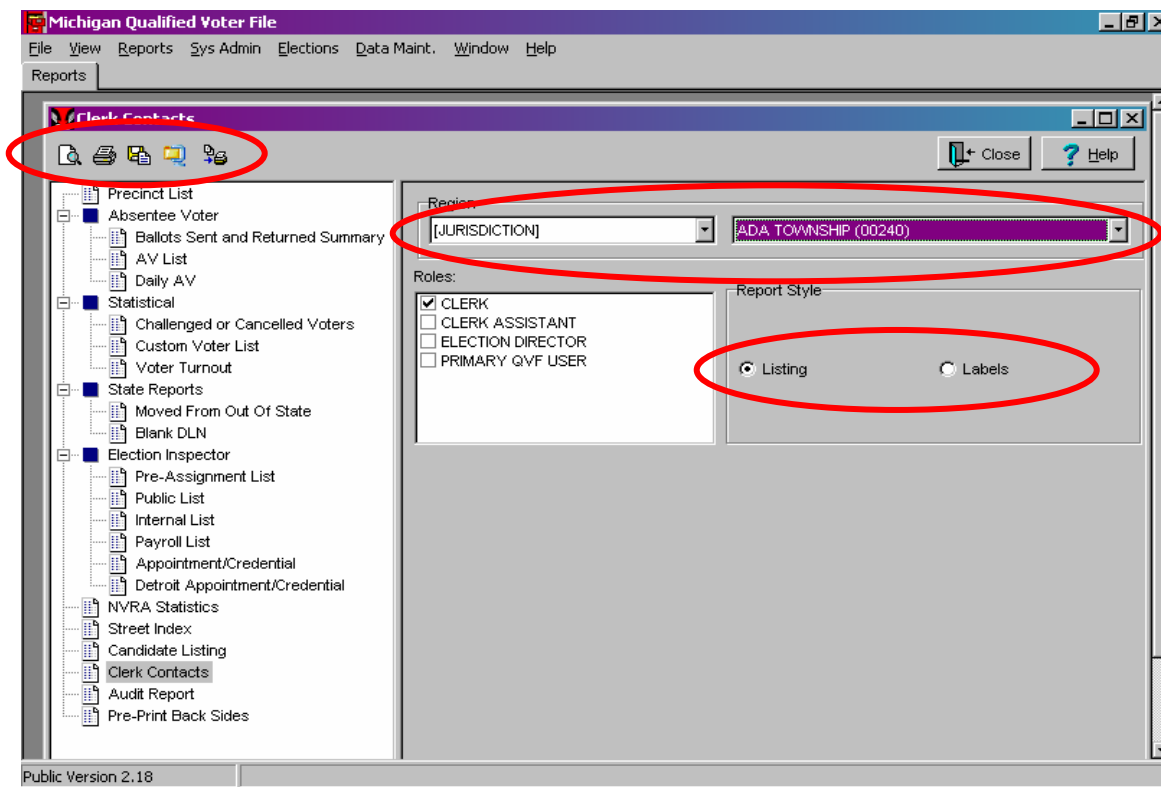 Michigan Qualified Voter File
File View Reports Sys Admin Elections Data Maint. Window Help
Reports
Clerk Contacts
Close Help
Precinct List
Absentee Voter
Ballots Sent and Returned Summary
AV List
Daily AV
Statistical
Challenged or Cancelled Voters
Custom Voter List
Voter Turnout
State Reports
Moved From Out Of State
Blank DLN
Election Inspector
Pre-Assignment List
Public List
Internal List
Payroll List
Appointment/Credential
Detroit Appointment/Credential
NVRA Statistics
Street Index
Candidate Listing
Clerk Contacts
Audit Report
Pre-Print Back Sides
Region
[JURISDICTION] ADA TOWNSHIP (00240)
Roles:
CLERK
CLERK ASSISTANT
ELECTION DIRECTOR
PRIMARY QVF USER
Report Style
Listing Labels
Public Version 2.18